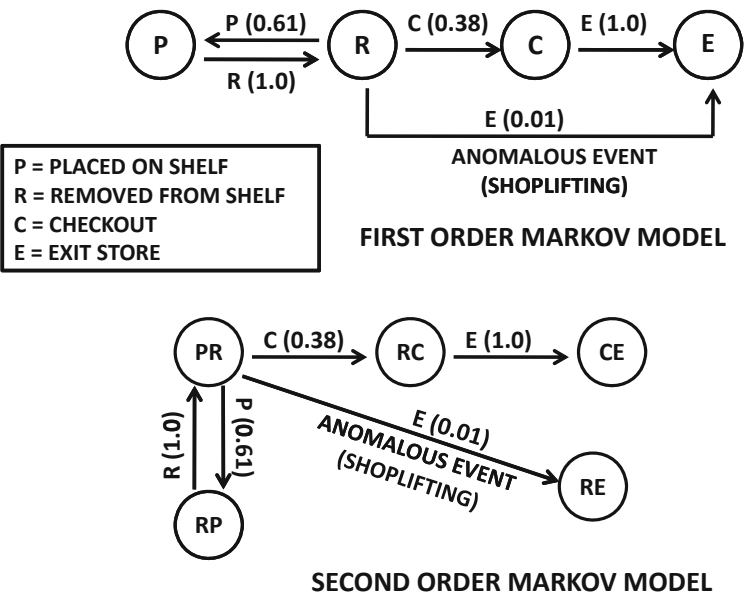 P
P (0.61)
R (1.0)
R
C (0.38)
C
E (1.0)
E
E (0.01)
ANOMALOUS EVENT
(SHOPLIFTING)
P = PLACED ON SHELF
R = REMOVED FROM SHELF
C = CHECKOUT
E = EXIT STORE
FIRST ORDER MARKOV MODEL
PR
C (0.38)
RC
E (1.0)
CE
R (1.0)
P (0.61)
E (0.01)
ANOMALOUS EVENT
(SHOPLIFTING)
RE
RP
SECOND ORDER MARKOV MODEL